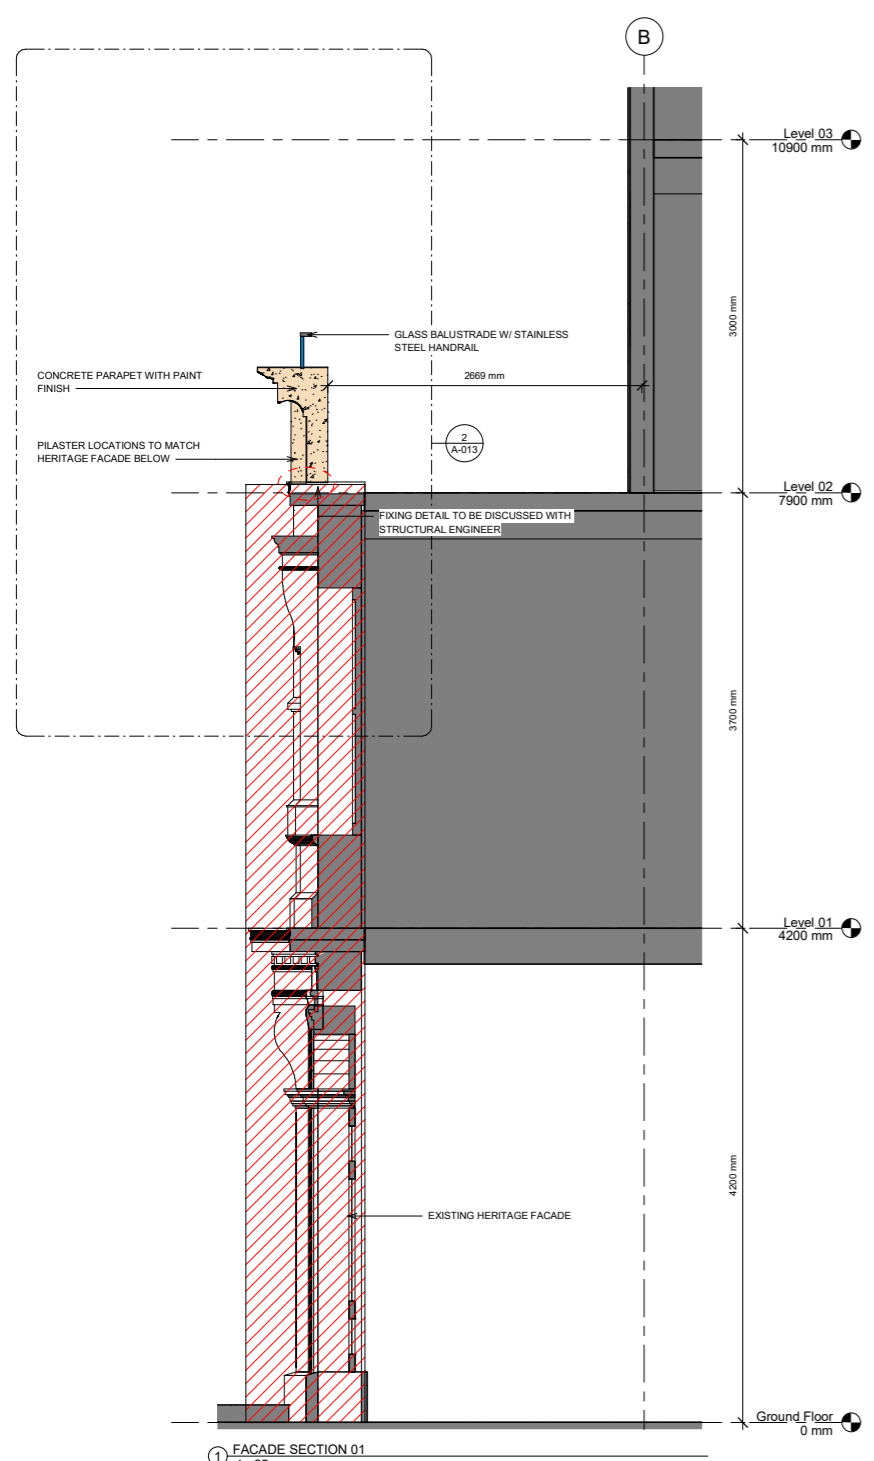 B
Level 03
10900 mm
3000 mm
GLASS BALUSTRADE W/ STAINLESS
STEEL HANDRAIL
2669 mm
CONCRETE PARAPET WITH PAINT
FINISH
PILASTER LOCATIONS TO MATCH
HERITAGE FACADE BELOW
2
A-013
Level 02
7900 mm
FIXING DETAIL TO BE DISCUSSED WITH
STRUCTURAL ENGINEER
3700 mm
Level 01
4200 mm
4200 mm
EXISTING HERITAGE FACADE
Ground Floor
0 mm
1
FACADE SECTION 01